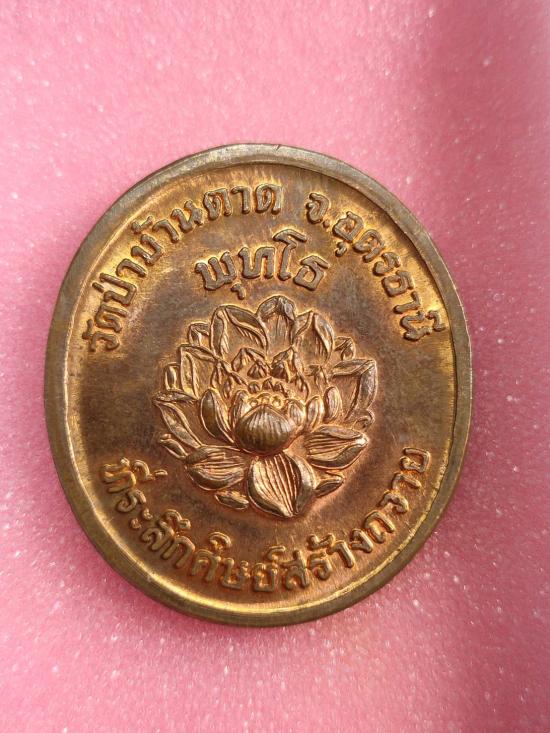 วัดป่าบ้านตาด จ.อุดรธานี
พุทโธ
ที่ระลึกศิษย์สร้างถวาย